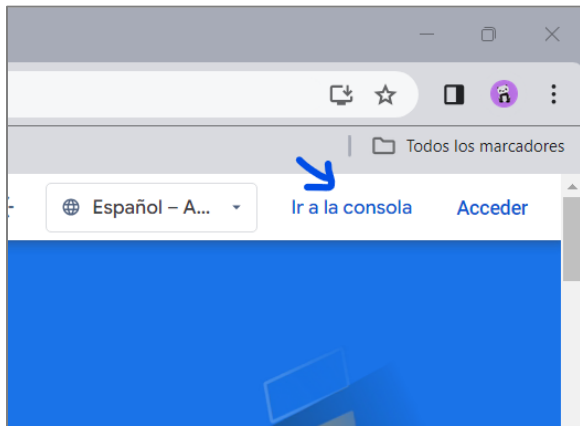 Todos los marcadores
Español – A...
Ir a la consola
Acceder